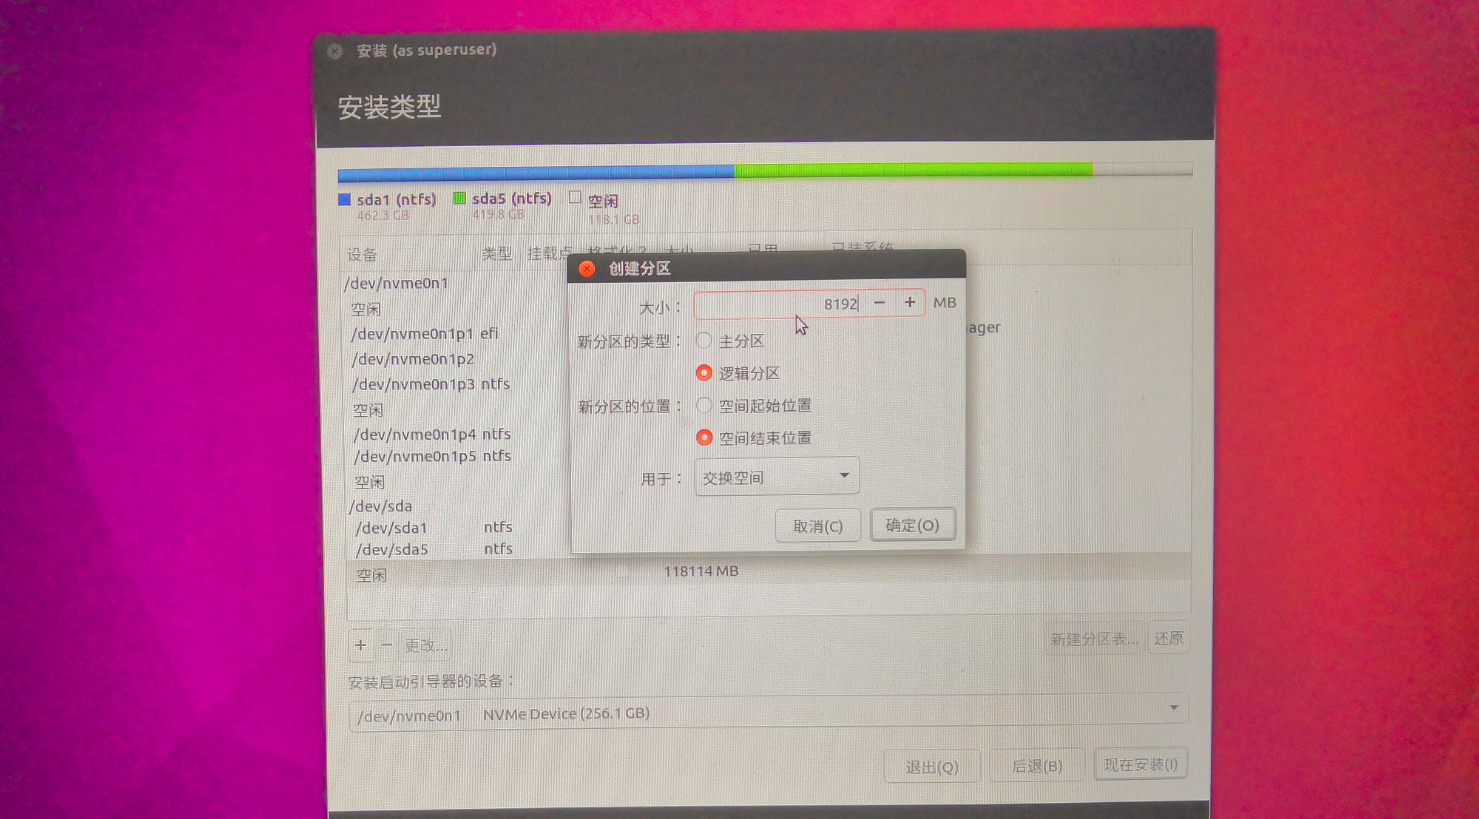 安装 (as superuser)
安装类型
sda1 (ntfs) sda5 (ntfs) 空闲
462.3 GB 419.8 GB 118.1 GB
设备 类型 挂载点 格式化? 大小 已用 已装系统
创建分区
/dev/nvme0n1
大小： 8192 − + MB
空闲
ager
/dev/nvme0n1p1 efi
新分区的类型： 主分区
/dev/nvme0n1p2
逻辑分区
/dev/nvme0n1p3 ntfs
新分区的位置： 空间起始位置
空闲
/dev/nvme0n1p4 ntfs
空间结束位置
/dev/nvme0n1p5 ntfs
用于： 交换空间
空闲
/dev/sda
取消(C) 确定(O)
/dev/sda1 ntfs
/dev/sda5 ntfs
空闲 118114 MB
+ − 更改... 新建分区表... 还原
安装启动引导器的设备：
/dev/nvme0n1 NVMe Device (256.1 GB)
退出(Q) 后退(B) 现在安装(I)